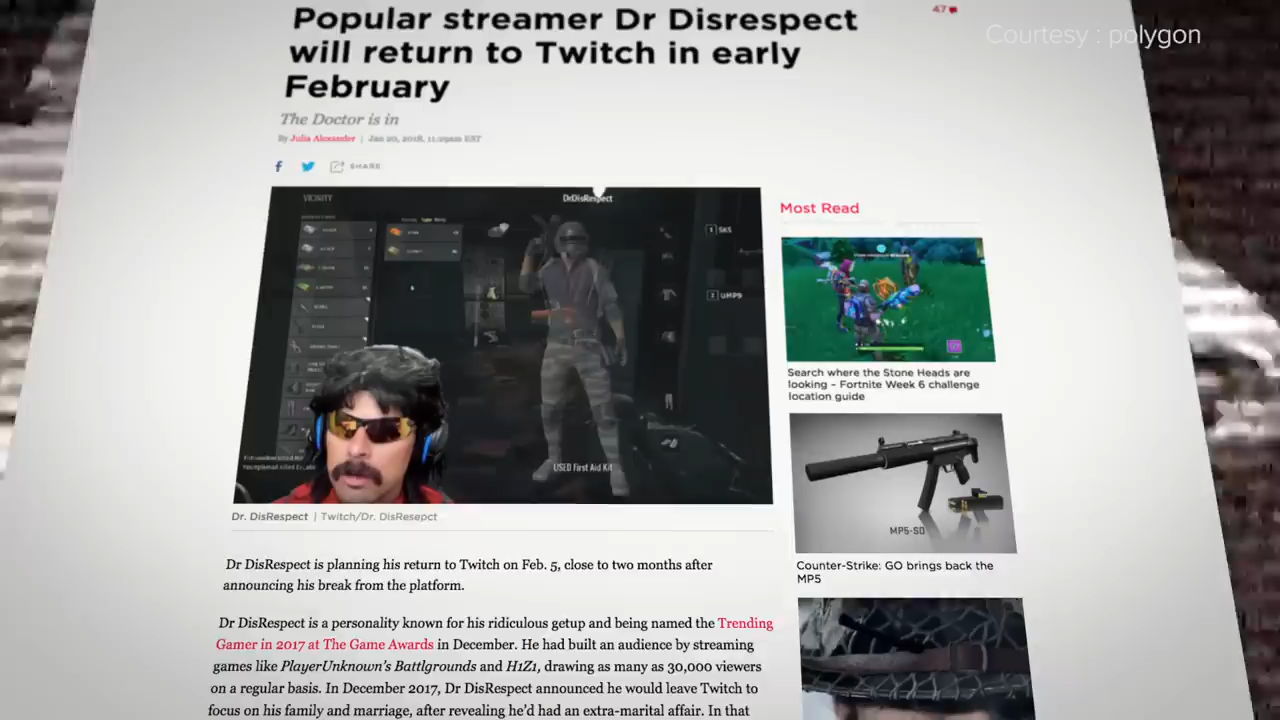 Popular streamer Dr Disrespect
will return to Twitch in early
February
47
Courtesy : polygon
The Doctor is in
By Julia Alexander | Jan 20, 2018, 11:29am EST
SHARE
VICINITY
DrDisRespect
1 SKS
2 UMP9
USED First Aid Kit
Dr. DisRespect | Twitch/Dr. DisResepct
Most Read
Search where the Stone Heads are
looking – Fortnite Week 6 challenge
location guide
MP5-SD
Counter-Strike: GO brings back the
MP5
Dr DisRespect is planning his return to Twitch on Feb. 5, close to two months after
announcing his break from the platform.
Dr DisRespect is a personality known for his ridiculous getup and being named the Trending
Gamer in 2017 at The Game Awards in December. He had built an audience by streaming
games like PlayerUnknown's Battlgrounds and H1Z1, drawing as many as 30,000 viewers
on a regular basis. In December 2017, Dr DisRespect announced he would leave Twitch to
focus on his family and marriage, after revealing he'd had an extra-marital affair. In that